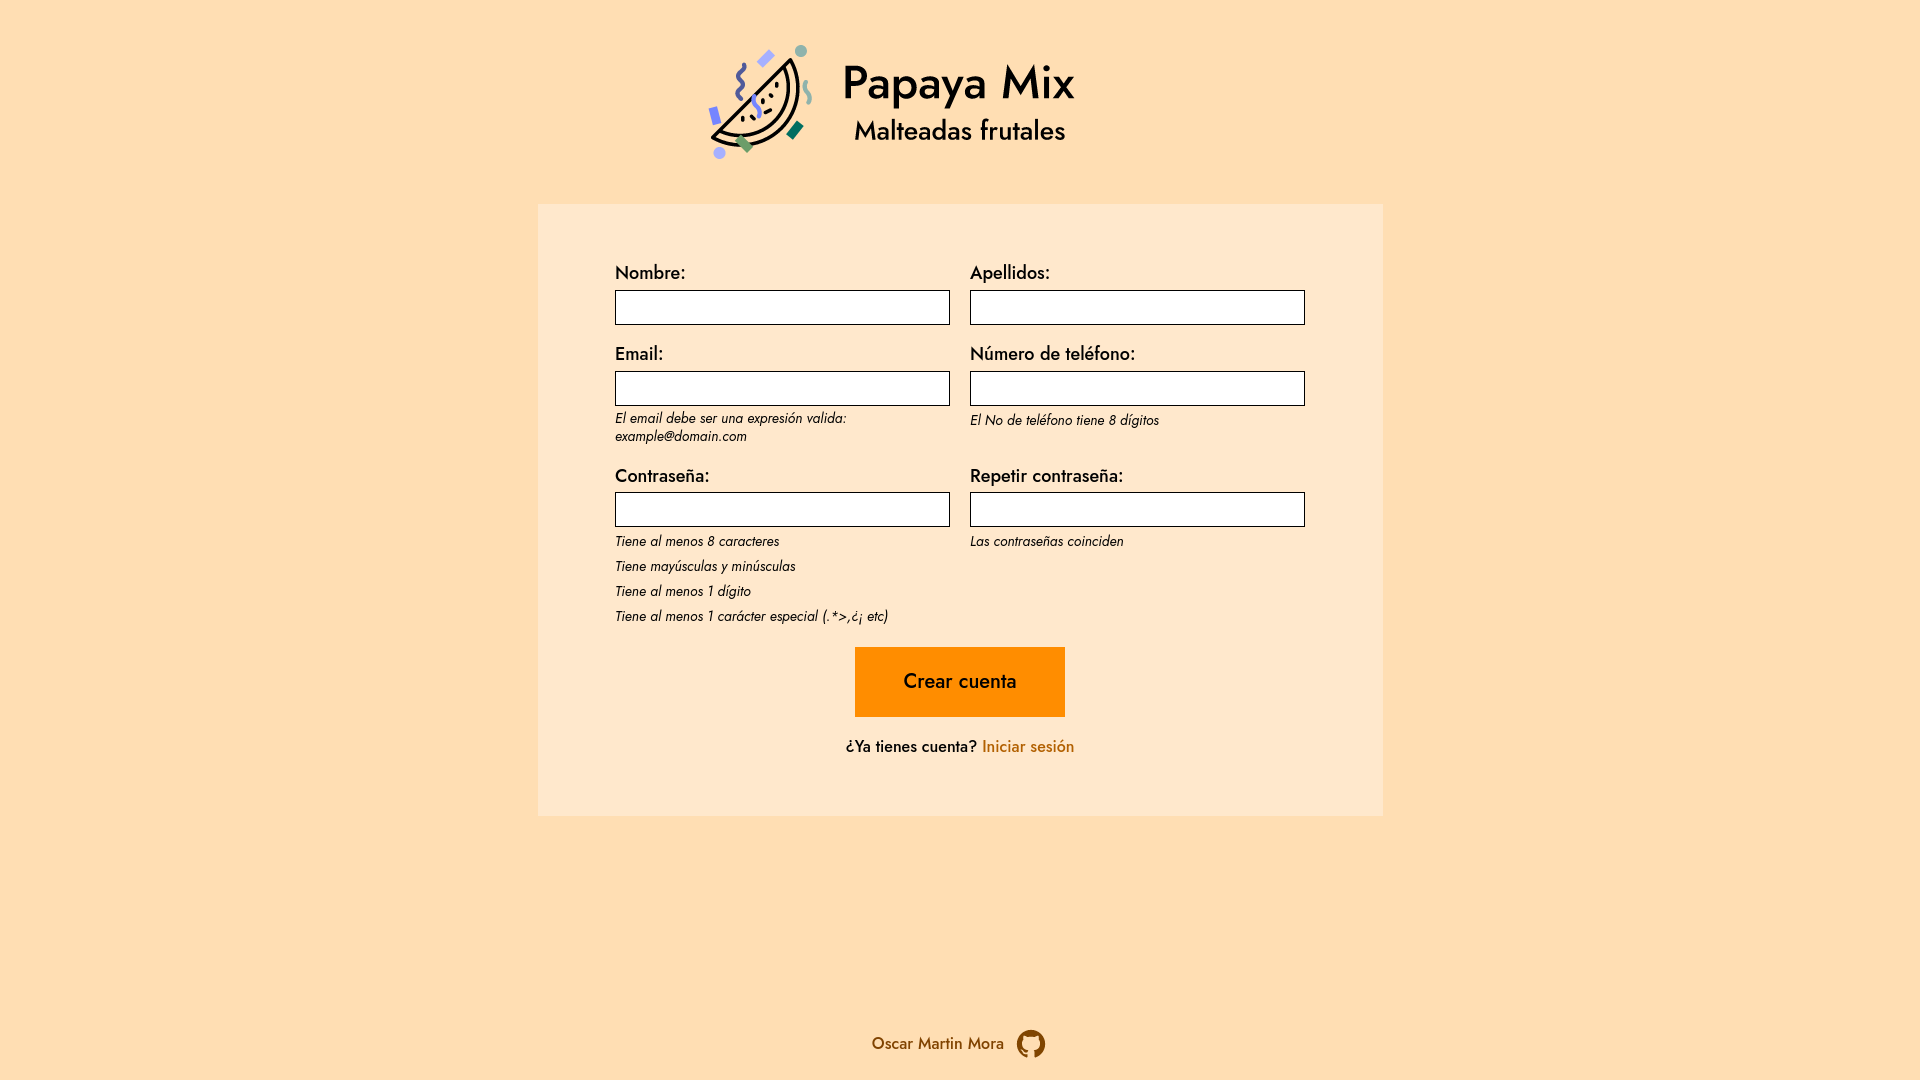 Papaya Mix
Malteadas frutales
Nombre:
Apellidos:
Email:
Número de teléfono:
El email debe ser una expresión valida:
example@domain.com
El No de teléfono tiene 8 dígitos
Contraseña:
Repetir contraseña:
Tiene al menos 8 caracteres
Las contraseñas coinciden
Tiene mayúsculas y minúsculas
Tiene al menos 1 dígito
Tiene al menos 1 carácter especial (.*>,¿¡ etc)
Crear cuenta
¿Ya tienes cuenta? Iniciar sesión
Oscar Martin Mora